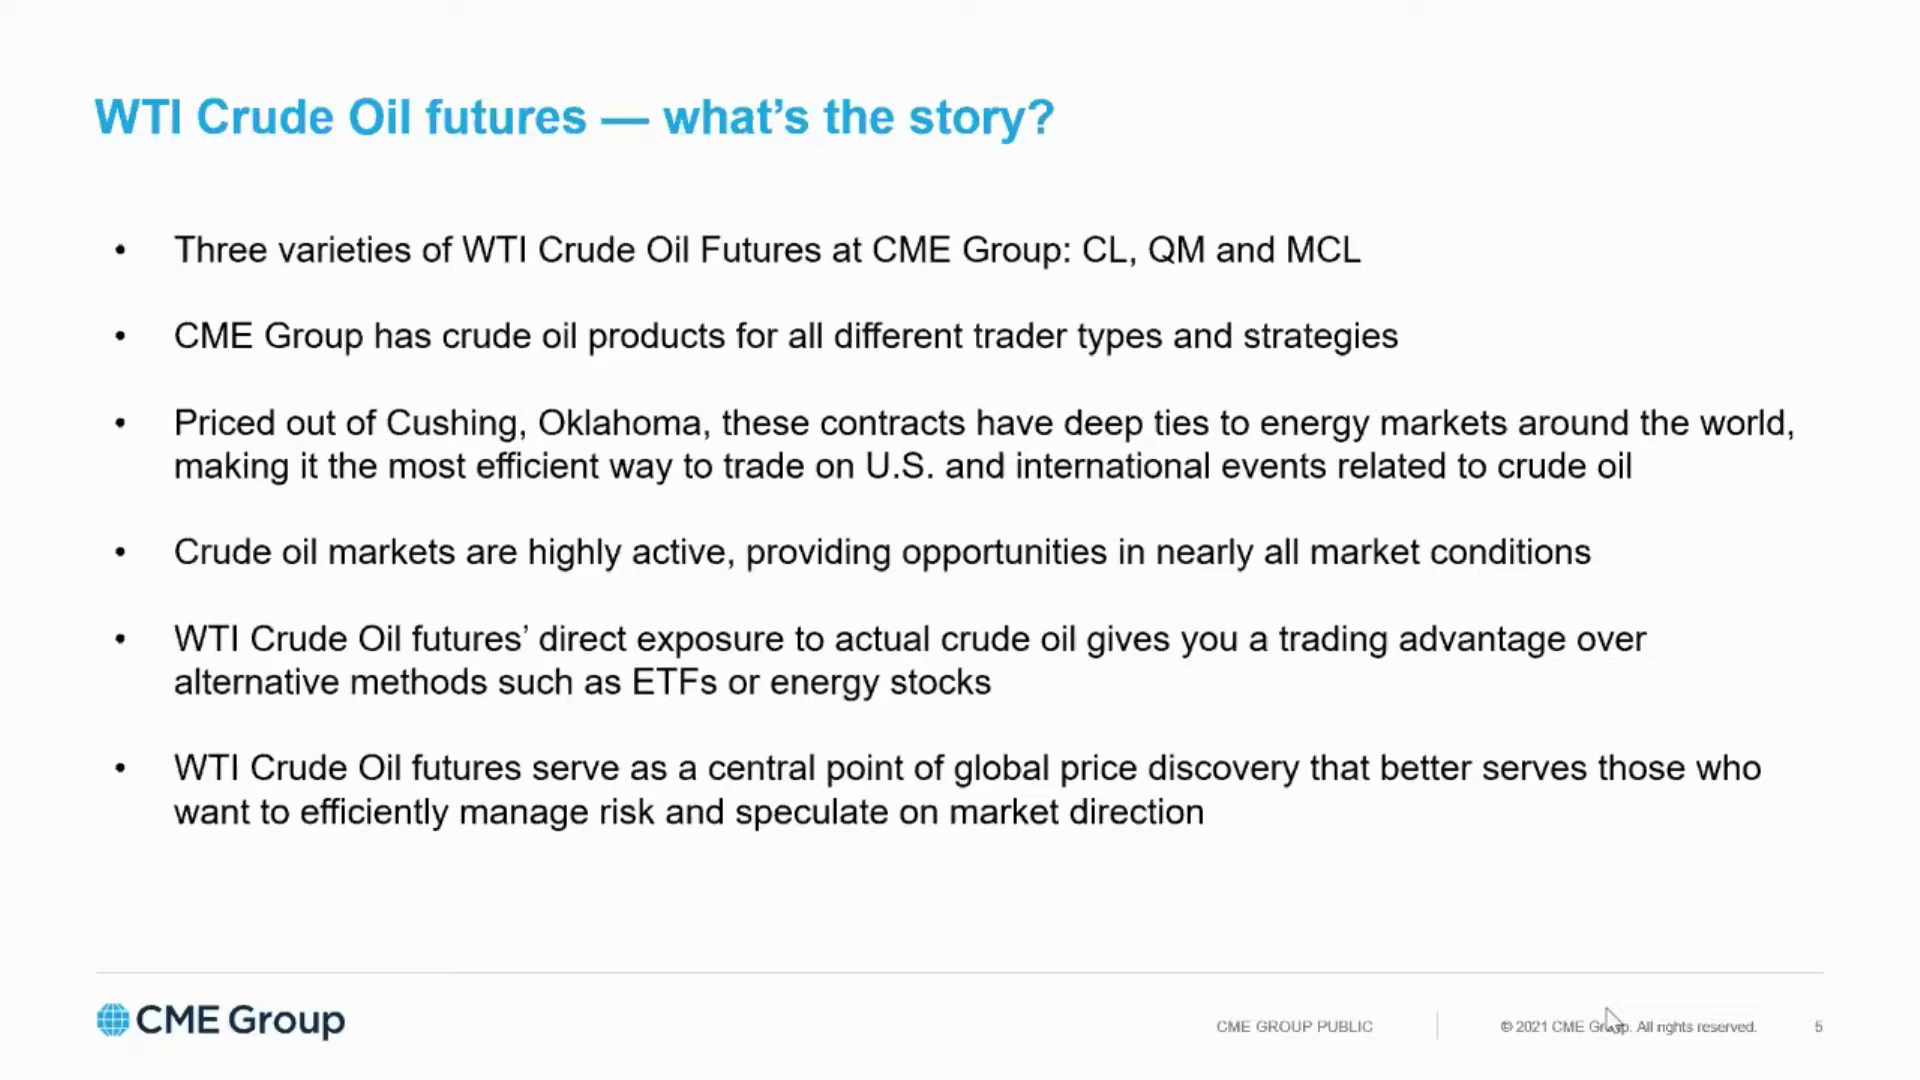 WTI Crude Oil futures — what’s the story?
• Three varieties of WTI Crude Oil Futures at CME Group: CL, QM and MCL
• CME Group has crude oil products for all different trader types and strategies
• Priced out of Cushing, Oklahoma, these contracts have deep ties to energy markets around the world,
making it the most efficient way to trade on U.S. and international events related to crude oil
• Crude oil markets are highly active, providing opportunities in nearly all market conditions
• WTI Crude Oil futures’ direct exposure to actual crude oil gives you a trading advantage over
alternative methods such as ETFs or energy stocks
• WTI Crude Oil futures serve as a central point of global price discovery that better serves those who
want to efficiently manage risk and speculate on market direction
CME Group
CME GROUP PUBLIC
© 2021 CME Group. All rights reserved.
5